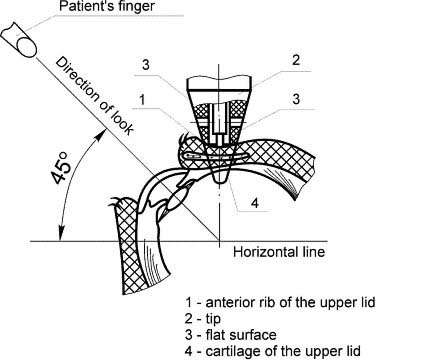 Patient's finger
Direction of look
3
2
1
3
45°
4
Horizontal line
1 - anterior rib of the upper lid
2 - tip
3 - flat surface
4 - cartilage of the upper lid